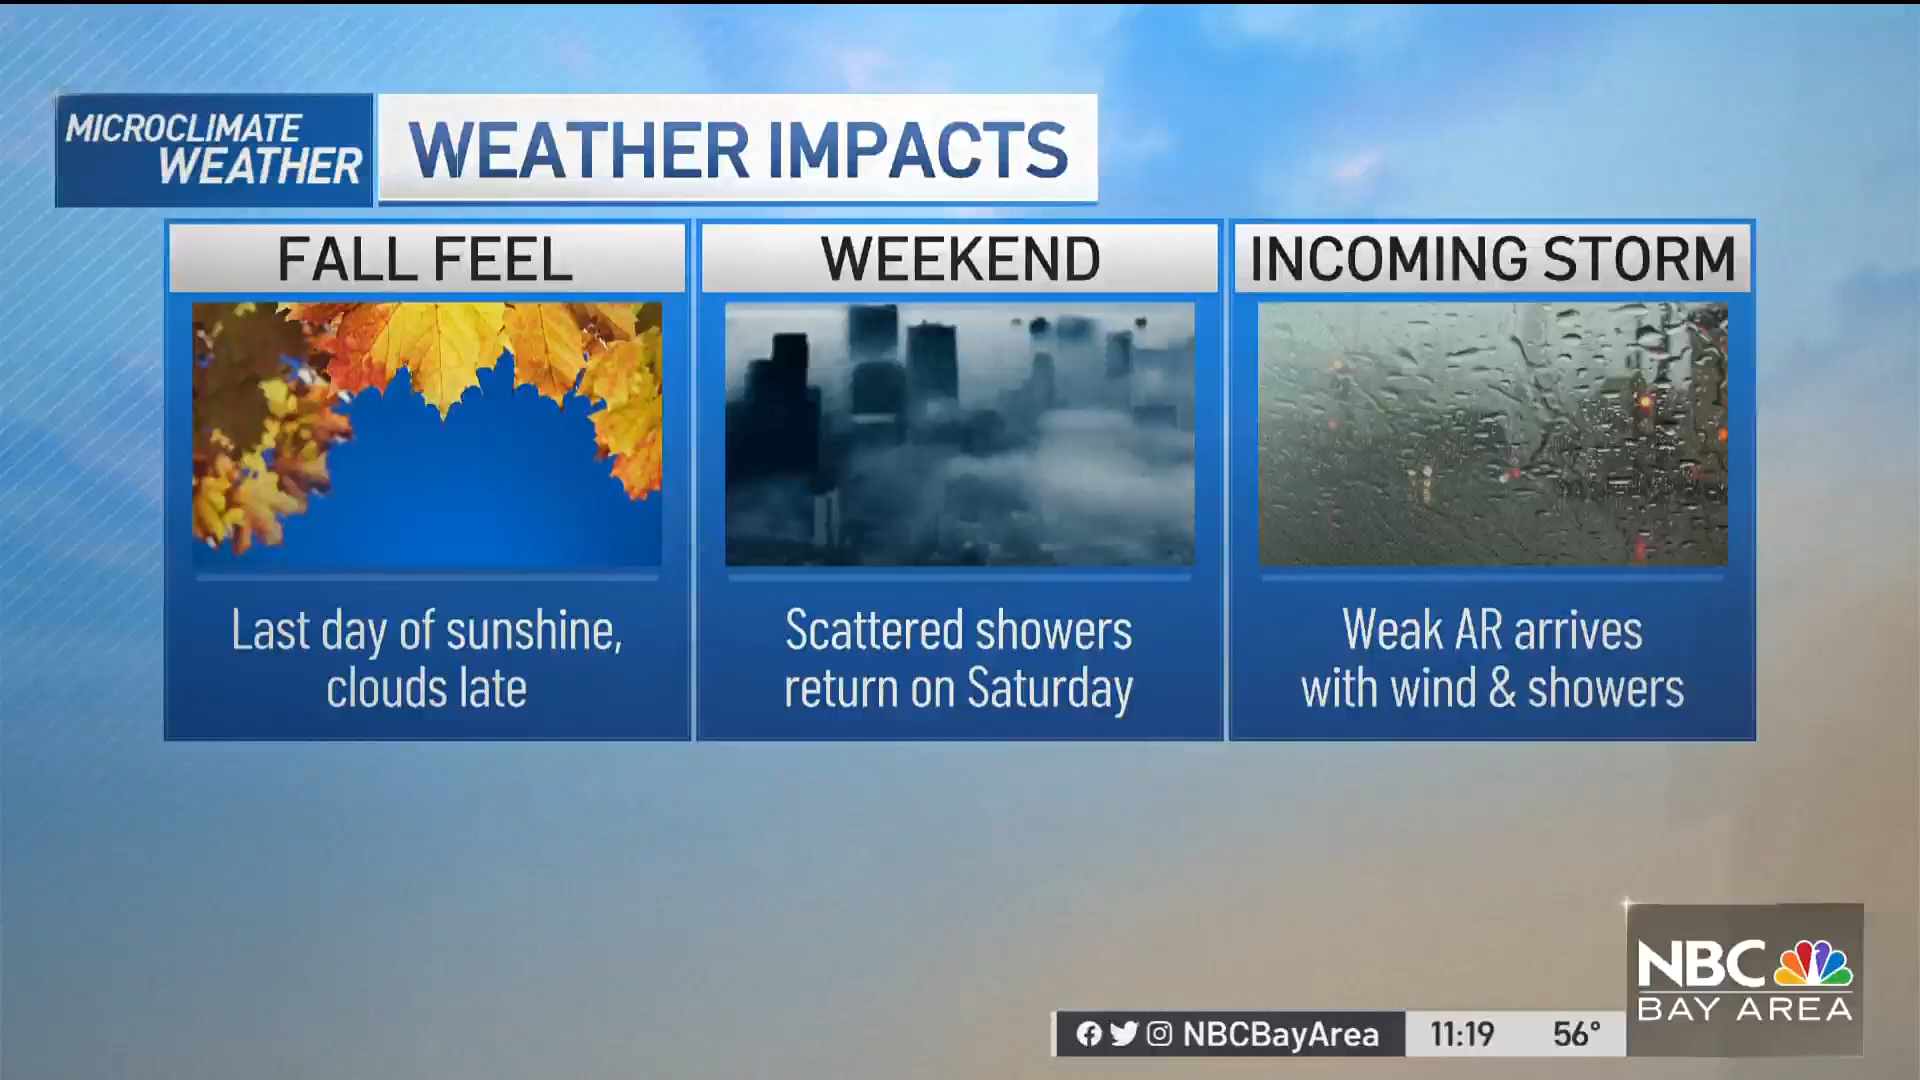 MICROCLIMATE
WEATHER
WEATHER IMPACTS
FALL FEEL
Last day of sunshine,
clouds late
WEEKEND
Scattered showers
return on Saturday
INCOMING STORM
Weak AR arrives
with wind & showers
NBCBayArea
11:19
56°
NBC
BAY AREA